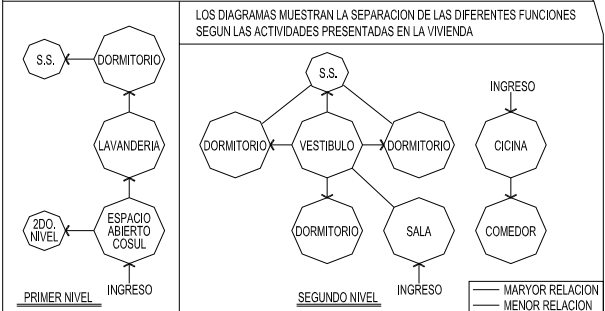 LOS DIAGRAMAS MUESTRAN LA SEPARACION DE LAS DIFERENTES FUNCIONES
SEGUN LAS ACTIVIDADES PRESENTADAS EN LA VIVIENDA
S.S.
DORMITORIO
LAVANDERIA
2DO.
NIVEL
ESPACIO
ABIERTO
COSUL
INGRESO
PRIMER NIVEL
S.S.
DORMITORIO
VESTIBULO
DORMITORIO
DORMITORIO
SALA
INGRESO
SEGUNDO NIVEL
INGRESO
CICINA
COMEDOR
MARYOR RELACION
MENOR RELACION